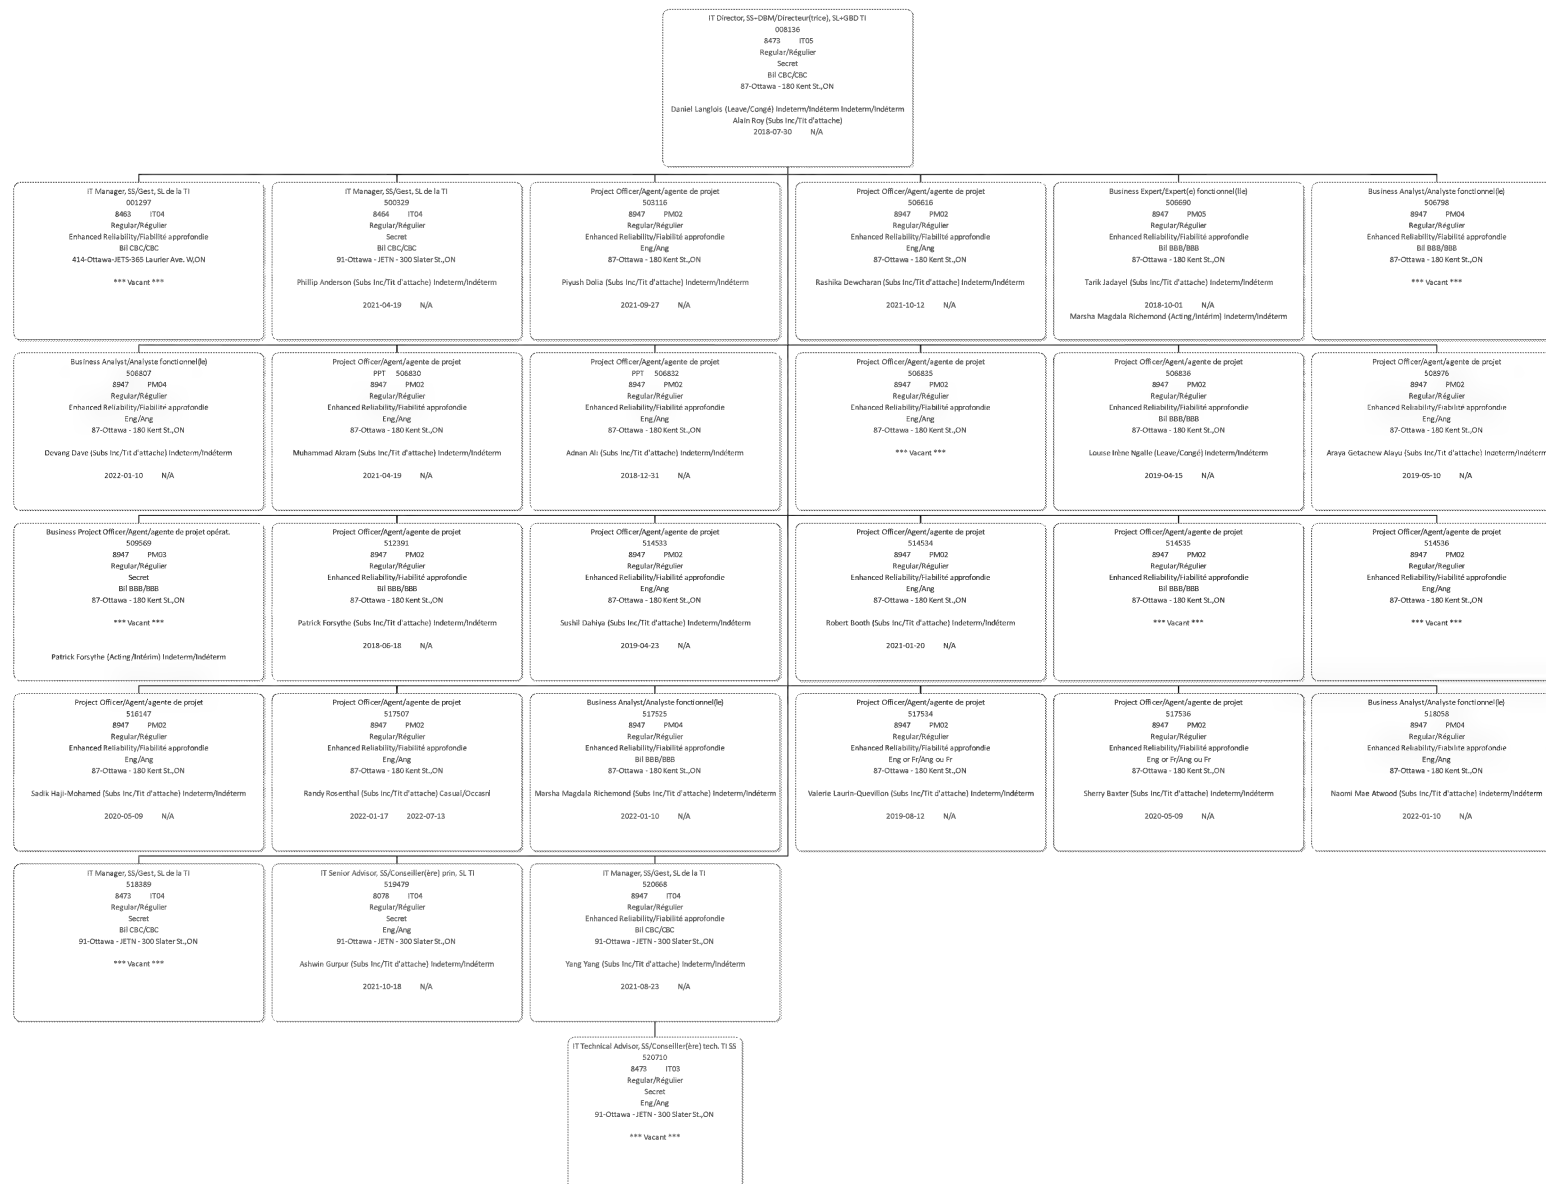 IT Director, SS+DBM/Directeur(trice), SL+GBD TI
008136
8473 IT05
Regular/Régulier
Secret
Bil CBC/CBC
87-Ottawa - 180 Kent St.,ON
Daniel Langlois (Leave/Congé) Indeterm/Indéterm Indeterm/Indéterm
Alain Roy (Subs Inc/Tit d'attache)
2018-07-30 N/A
IT Manager, SS/Gest, SL de la TI
001297
8463 IT04
Regular/Régulier
Enhanced Reliability/Fiabilité approfondie
Bil CBC/CBC
414-Ottawa-JETS-365 Laurier Ave. W,ON
*** Vacant ***
IT Manager, SS/Gest, SL de la TI
500329
8464 IT04
Regular/Régulier
Secret
Bil CBC/CBC
91-Ottawa - JETN - 300 Slater St.,ON
Phillip Anderson (Subs Inc/Tit d'attache) Indeterm/Indéterm
2021-04-19 N/A
Project Officer/Agent/agente de projet
503116
8947 PM02
Regular/Régulier
Enhanced Reliability/Fiabilité approfondie
Eng/Ang
87-Ottawa - 180 Kent St.,ON
Piyush Dolia (Subs Inc/Tit d'attache) Indeterm/Indéterm
2021-09-27 N/A
Project Officer/Agent/agente de projet
506616
8947 PM02
Regular/Régulier
Enhanced Reliability/Fiabilité approfondie
Eng/Ang
87-Ottawa - 180 Kent St.,ON
Rashika Dewcharan (Subs Inc/Tit d'attache) Indeterm/Indéterm
2021-10-12 N/A
Business Expert/Expert(e) fonctionnel(lle)
506690
8947 PM05
Regular/Régulier
Enhanced Reliability/Fiabilité approfondie
Bil BBB/BBB
87-Ottawa - 180 Kent St.,ON
Tarik Jadayel (Subs Inc/Tit d'attache) Indeterm/Indéterm
2018-10-01 N/A
Marsha Magdala Richemond (Acting/Intérim) Indeterm/Indéterm
Business Analyst/Analyste fonctionnel(le)
506798
8947 PM04
Regular/Régulier
Enhanced Reliability/Fiabilité approfondie
Bil BBB/BBB
87-Ottawa - 180 Kent St.,ON
*** Vacant ***
Business Analyst/Analyste fonctionnel(le)
506807
8947 PM04
Regular/Régulier
Enhanced Reliability/Fiabilité approfondie
Eng/Ang
87-Ottawa - 180 Kent St.,ON
Devang Dave (Subs Inc/Tit d'attache) Indeterm/Indéterm
2022-01-10 N/A
Project Officer/Agent/agente de projet
PPT 506830
8947 PM02
Regular/Régulier
Enhanced Reliability/Fiabilité approfondie
Eng/Ang
87-Ottawa - 180 Kent St.,ON
Muhammad Akram (Subs Inc/Tit d'attache) Indeterm/Indéterm
2021-04-19 N/A
Project Officer/Agent/agente de projet
PPT 506832
8947 PM02
Regular/Régulier
Enhanced Reliability/Fiabilité approfondie
Eng/Ang
87-Ottawa - 180 Kent St.,ON
Adnan Ali (Subs Inc/Tit d'attache) Indeterm/Indéterm
2018-12-31 N/A
Project Officer/Agent/agente de projet
506835
8947 PM02
Regular/Régulier
Enhanced Reliability/Fiabilité approfondie
Eng/Ang
87-Ottawa - 180 Kent St.,ON
*** Vacant ***
Project Officer/Agent/agente de projet
506836
8947 PM02
Regular/Régulier
Enhanced Reliability/Fiabilité approfondie
Bil BBB/BBB
87-Ottawa - 180 Kent St.,ON
Louise Irène Ngalle (Leave/Congé) Indeterm/Indéterm
2019-04-15 N/A
Project Officer/Agent/agente de projet
508976
8947 PM02
Regular/Régulier
Enhanced Reliability/Fiabilité approfondie
Eng/Ang
87-Ottawa - 180 Kent St.,ON
Araya Getachew Alayu (Subs Inc/Tit d'attache) Indeterm/Indéterm
2019-05-10 N/A
Business Project Officer/Agent/agente de projet opérat.
509569
8947 PM03
Regular/Régulier
Secret
Bil BBB/BBB
87-Ottawa - 180 Kent St.,ON
*** Vacant ***
Patrick Forsythe (Acting/Intérim) Indeterm/Indéterm
Project Officer/Agent/agente de projet
512391
8947 PM02
Regular/Régulier
Enhanced Reliability/Fiabilité approfondie
Bil BBB/BBB
87-Ottawa - 180 Kent St.,ON
Patrick Forsythe (Subs Inc/Tit d'attache) Indeterm/Indéterm
2018-06-18 N/A
Project Officer/Agent/agente de projet
514533
8947 PM02
Regular/Régulier
Enhanced Reliability/Fiabilité approfondie
Eng/Ang
87-Ottawa - 180 Kent St.,ON
Sushil Dahiya (Subs Inc/Tit d'attache) Indeterm/Indéterm
2019-04-23 N/A
Project Officer/Agent/agente de projet
514534
8947 PM02
Regular/Régulier
Enhanced Reliability/Fiabilité approfondie
Eng/Ang
87-Ottawa - 180 Kent St.,ON
Robert Booth (Subs Inc/Tit d'attache) Indeterm/Indéterm
2021-01-20 N/A
Project Officer/Agent/agente de projet
514535
8947 PM02
Regular/Régulier
Enhanced Reliability/Fiabilité approfondie
Bil BBB/BBB
87-Ottawa - 180 Kent St.,ON
*** Vacant ***
Project Officer/Agent/agente de projet
514536
8947 PM02
Regular/Régulier
Enhanced Reliability/Fiabilité approfondie
Eng/Ang
87-Ottawa - 180 Kent St.,ON
*** Vacant ***
Project Officer/Agent/agente de projet
516147
8947 PM02
Regular/Régulier
Enhanced Reliability/Fiabilité approfondie
Eng/Ang
87-Ottawa - 180 Kent St.,ON
Sadik Haji-Mohamed (Subs Inc/Tit d'attache) Indeterm/Indéterm
2020-05-09 N/A
Project Officer/Agent/agente de projet
517507
8947 PM02
Regular/Régulier
Enhanced Reliability/Fiabilité approfondie
Eng/Ang
87-Ottawa - 180 Kent St.,ON
Randy Rosenthal (Subs Inc/Tit d'attache) Casual/Occasnl
2022-01-17 2022-07-13
Business Analyst/Analyste fonctionnel(le)
517525
8947 PM04
Regular/Régulier
Enhanced Reliability/Fiabilité approfondie
Bil BBB/BBB
87-Ottawa - 180 Kent St.,ON
Marsha Magdala Richemond (Subs Inc/Tit d'attache) Indeterm/Indéterm
2022-01-10 N/A
Project Officer/Agent/agente de projet
517534
8947 PM02
Regular/Régulier
Enhanced Reliability/Fiabilité approfondie
Eng or Fr/Ang ou Fr
87-Ottawa - 180 Kent St.,ON
Valerie Laurin-Quevillon (Subs Inc/Tit d'attache) Indeterm/Indéterm
2019-08-12 N/A
Project Officer/Agent/agente de projet
517536
8947 PM02
Regular/Régulier
Enhanced Reliability/Fiabilité approfondie
Eng or Fr/Ang ou Fr
87-Ottawa - 180 Kent St.,ON
Sherry Baxter (Subs Inc/Tit d'attache) Indeterm/Indéterm
2020-05-09 N/A
Business Analyst/Analyste fonctionnel(le)
518058
8947 PM04
Regular/Régulier
Enhanced Reliability/Fiabilité approfondie
Eng/Ang
87-Ottawa - 180 Kent St.,ON
Naomi Mae Atwood (Subs Inc/Tit d'attache) Indeterm/Indéterm
2022-01-10 N/A
IT Manager, SS/Gest, SL de la TI
518389
8473 IT04
Regular/Régulier
Secret
Bil CBC/CBC
91-Ottawa - JETN - 300 Slater St.,ON
*** Vacant ***
IT Senior Advisor, SS/Conseiller(ère) prin, SL TI
519479
8078 IT04
Regular/Régulier
Secret
Eng/Ang
91-Ottawa - JETN - 300 Slater St.,ON
Ashwin Gurpur (Subs Inc/Tit d'attache) Indeterm/Indéterm
2021-10-18 N/A
IT Manager, SS/Gest, SL de la TI
520668
8947 IT04
Regular/Régulier
Enhanced Reliability/Fiabilité approfondie
Bil CBC/CBC
91-Ottawa - JETN - 300 Slater St.,ON
Yang Yang (Subs Inc/Tit d'attache) Indeterm/Indéterm
2021-08-23 N/A
IT Technical Advisor, SS/Conseiller(ère) tech. TI SS
520710
8473 IT03
Regular/Régulier
Secret
Eng/Ang
91-Ottawa - JETN - 300 Slater St.,ON
*** Vacant ***